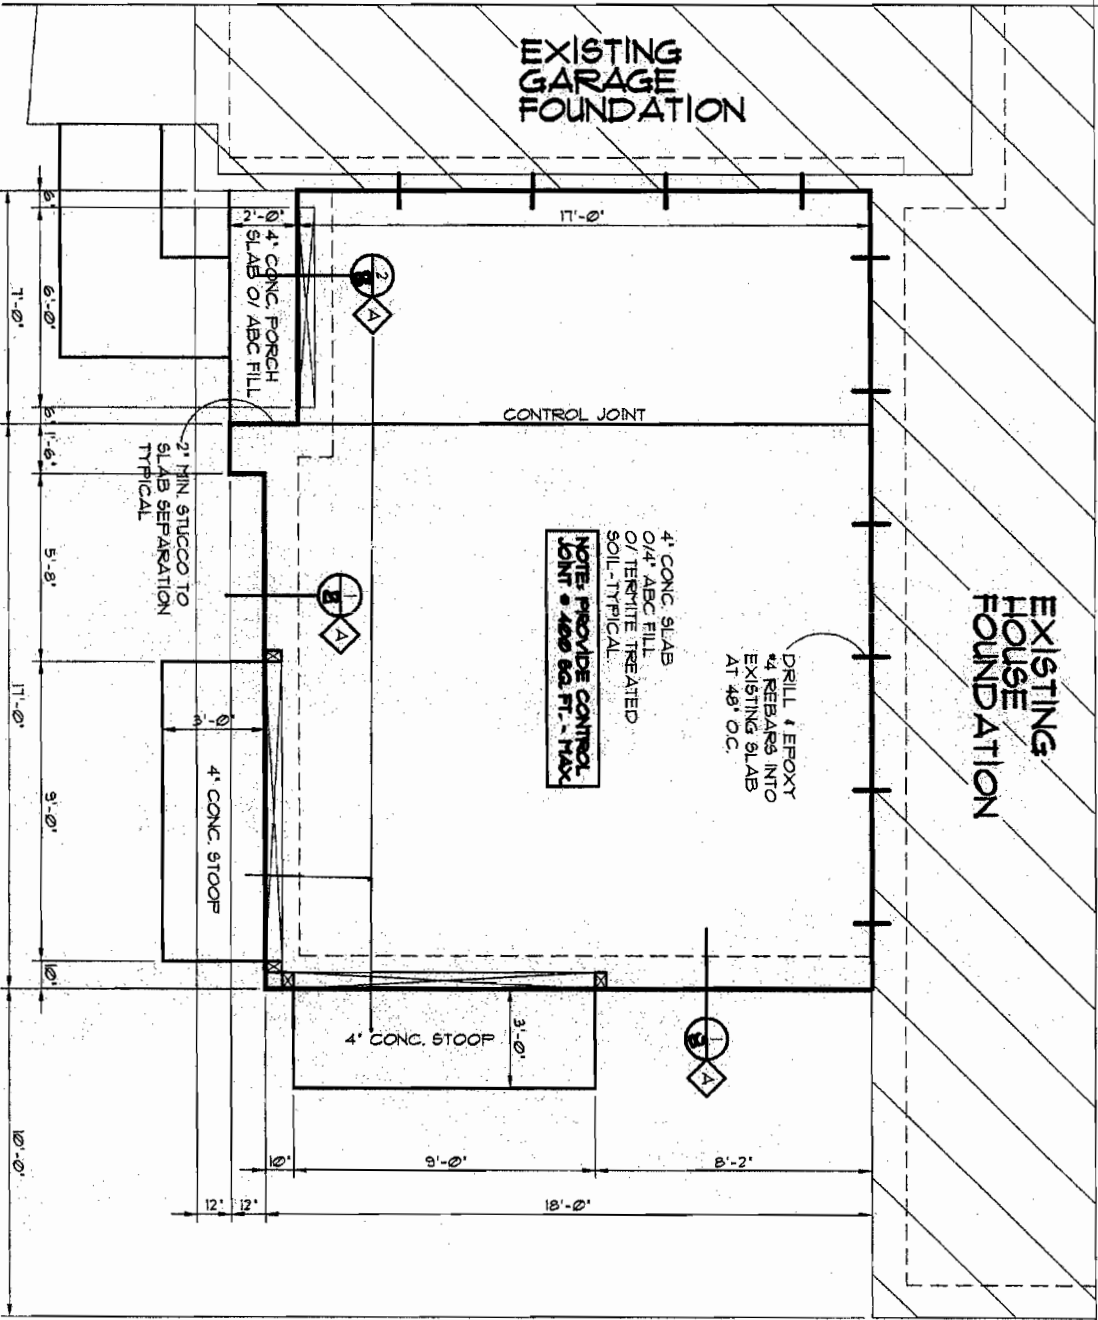 EXISTING
GARAGE
FOUNDATION
EXISTING
HOUSE
FOUNDATION
2'-0"
17'-0"
4" CONC. PORCH
SLAB O/ ABC FILL
2
A
6"
6'-0"
6"
7'-0"
CONTROL JOINT
1'-6"
2" MIN. STUCCO TO
SLAB SEPARATION
TYPICAL
5'-8"
17'-0"
4" CONC. SLAB
O/4" ABC FILL
O/ TERMITE TREATED
SOIL-TYPICAL
NOTE: PROVIDE CONTROL
JOINT @ 400 SQ. FT. - MAX.
DRILL & EPOXY
#4 REBARS INTO
EXISTING SLAB
AT 48" O.C.
1
A
3'-0"
4" CONC. STOOP
9'-0"
10"
4" CONC. STOOP
3'-0"
1
A
10"
9'-0"
8'-2"
12"
12"
18'-0"
10'-0"